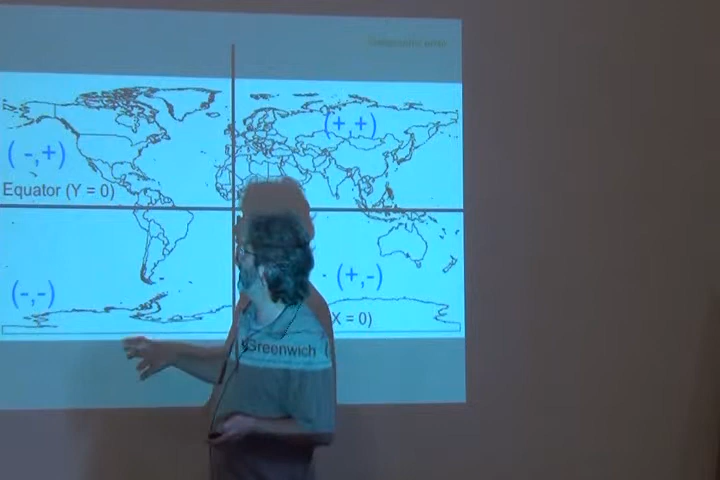 (+,+)
(-,+)
Equator (Y = 0)
(+,-)
(-,-)
Greenwich (X = 0)